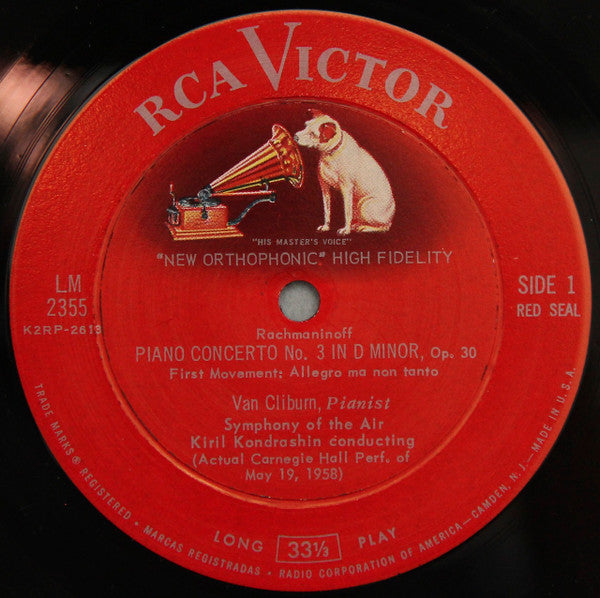 RCA VICTOR
"HIS MASTER'S VOICE"
"NEW ORTHOPHONIC" HIGH FIDELITY
LM
2355
K2RP-2613
SIDE 1
RED SEAL
Rachmaninoff
PIANO CONCERTO No. 3 IN D MINOR, Op. 30
First Movement: Allegro ma non tanto
Van Cliburn, Pianist
Symphony of the Air
Kiril Kondrashin conducting
(Actual Carnegie Hall Perf. of
May 19, 1958)
LONG 33⅓ PLAY
TRADE MARKS ® REGISTERED • MARCAS REGISTRADAS • RADIO CORPORATION OF AMERICA—CAMDEN, N. J.—MADE IN U.S.A.